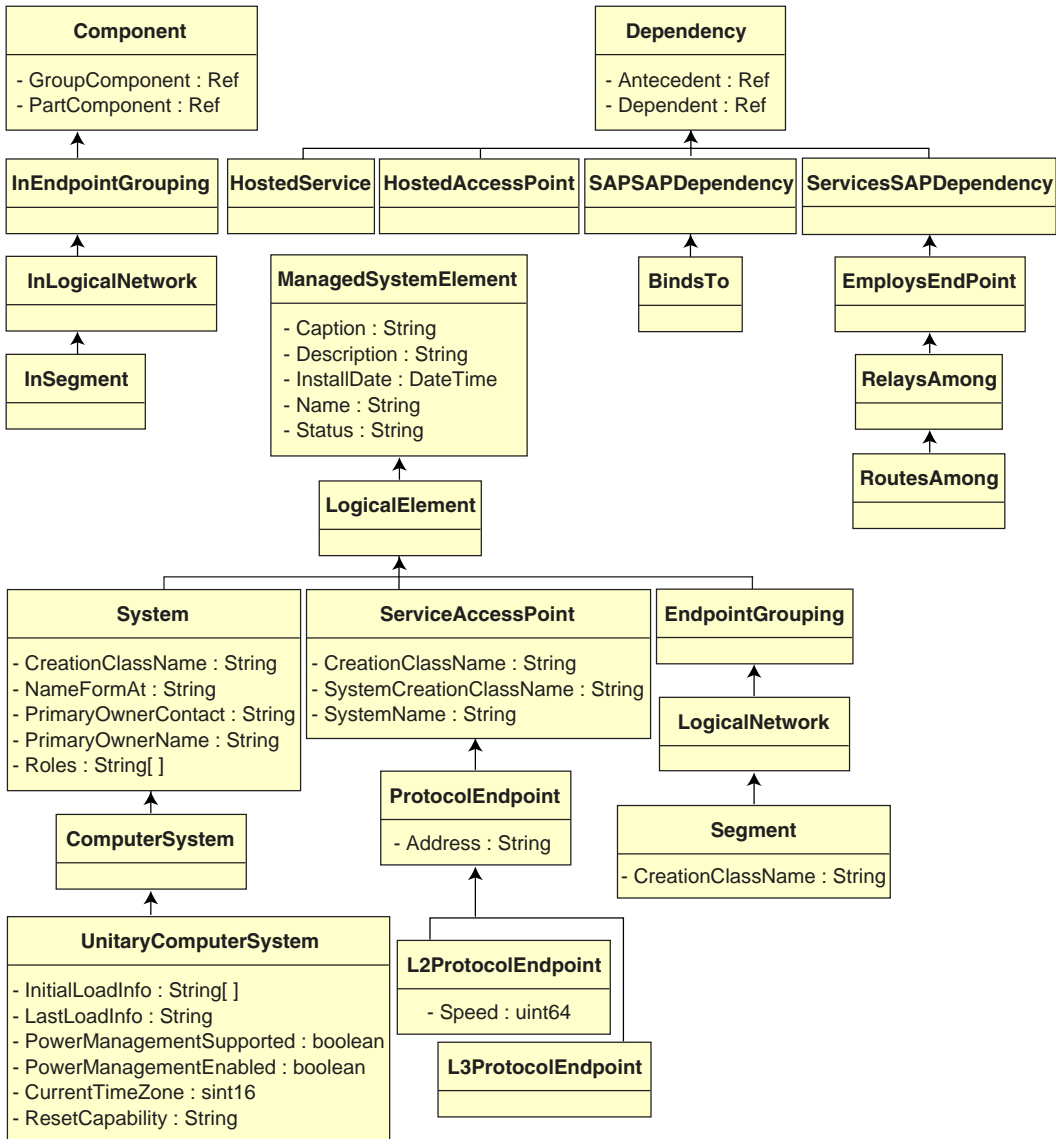 Component
- GroupComponent : Ref
- PartComponent : Ref
Dependency
- Antecedent : Ref
- Dependent : Ref
InEndpointGrouping
HostedService
HostedAccessPoint
SAPSAPDependency
ServicesSAPDependency
InLogicalNetwork
ManagedSystemElement
- Caption : String
- Description : String
- InstallDate : DateTime
- Name : String
- Status : String
BindsTo
EmploysEndPoint
InSegment
RelaysAmong
RoutesAmong
LogicalElement
System
- CreationClassName : String
- NameFormAt : String
- PrimaryOwnerContact : String
- PrimaryOwnerName : String
- Roles : String[ ]
ServiceAccessPoint
- CreationClassName : String
- SystemCreationClassName : String
- SystemName : String
EndpointGrouping
LogicalNetwork
ProtocolEndpoint
- Address : String
Segment
- CreationClassName : String
ComputerSystem
UnitaryComputerSystem
- InitialLoadInfo : String[ ]
- LastLoadInfo : String
- PowerManagementSupported : boolean
- PowerManagementEnabled : boolean
- CurrentTimeZone : sint16
- ResetCapability : String
L2ProtocolEndpoint
- Speed : uint64
L3ProtocolEndpoint